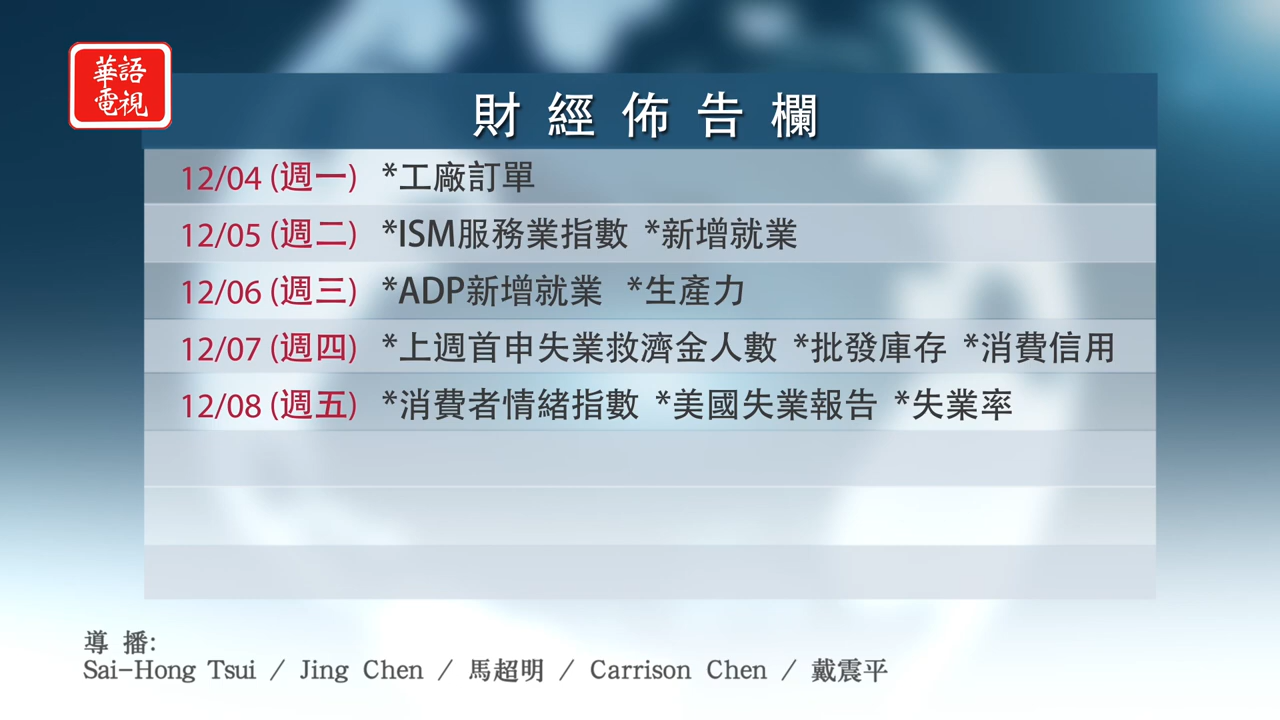 華語
電視
財經佈告欄
12/04 (週一) *工廠訂單
12/05 (週二) *ISM服務業指數 *新增就業
12/06 (週三) *ADP新增就業 *生產力
12/07 (週四) *上週首申失業救濟金人數 *批發庫存 *消費信用
12/08 (週五) *消費者情緒指數 *美國失業報告 *失業率
導 播:
Sai-Hong Tsui / Jing Chen / 馬超明 / Carrison Chen / 戴震平